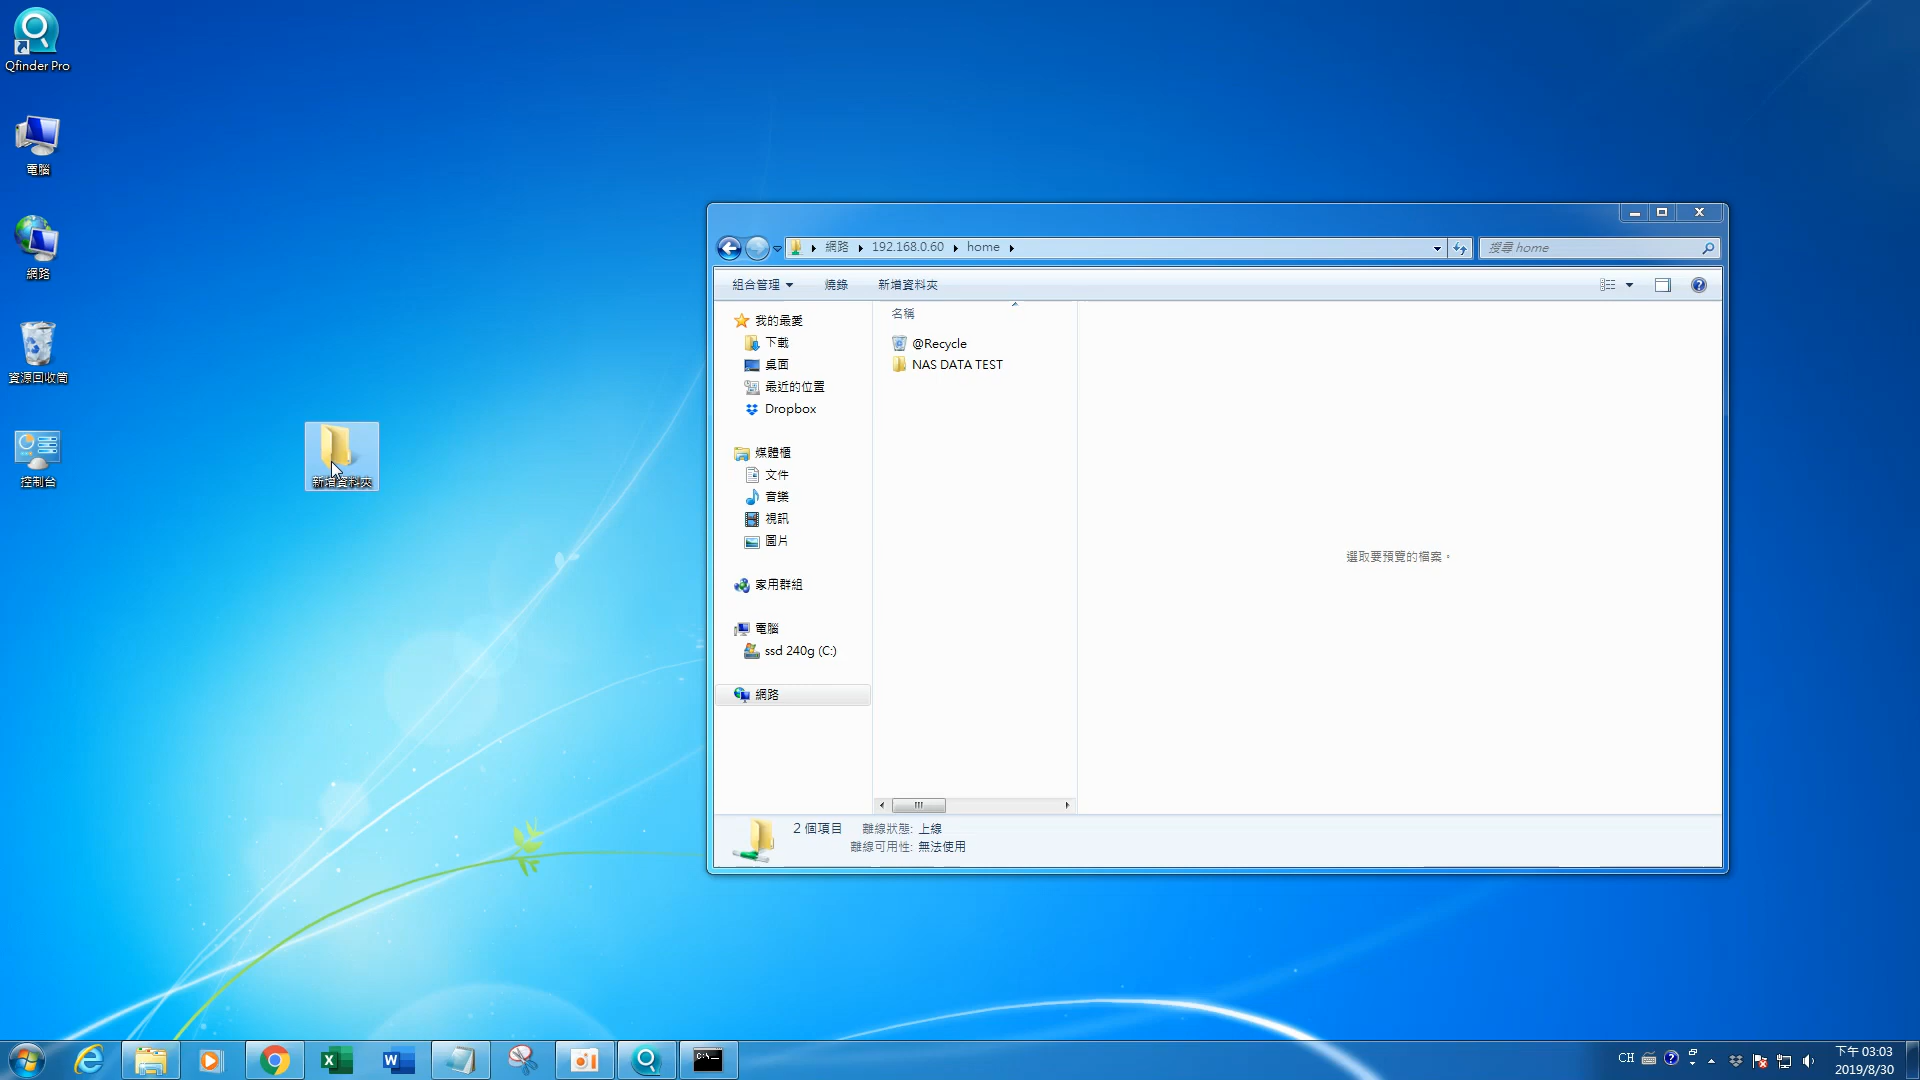 Qfinder Pro
電腦
網路
資源回收筒
控制台
新增資料夾
網路 192.168.0.60 home
搜尋 home
組合管理 燒錄 新增資料夾
我的最愛
下載
桌面
最近的位置
Dropbox
媒體櫃
文件
音樂
視訊
圖片
家用群組
電腦
ssd 240g (C:)
網路
名稱
@Recycle
NAS DATA TEST
選取要預覽的檔案。
2 個項目 離線狀態: 上線
離線可用性: 無法使用
CH
下午 03:03
2019/8/30